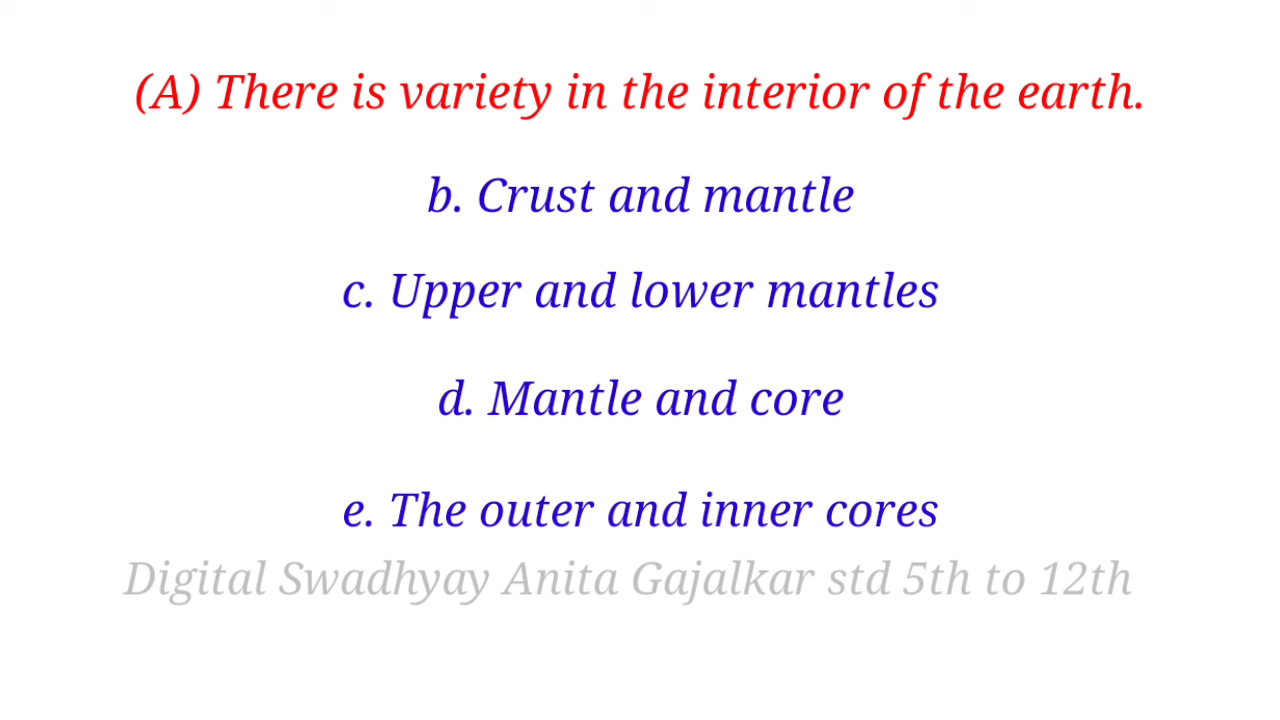 (A) There is variety in the interior of the earth.
b. Crust and mantle
c. Upper and lower mantles
d. Mantle and core
e. The outer and inner cores
Digital Swadhyay Anita Gajalkar std 5th to 12th